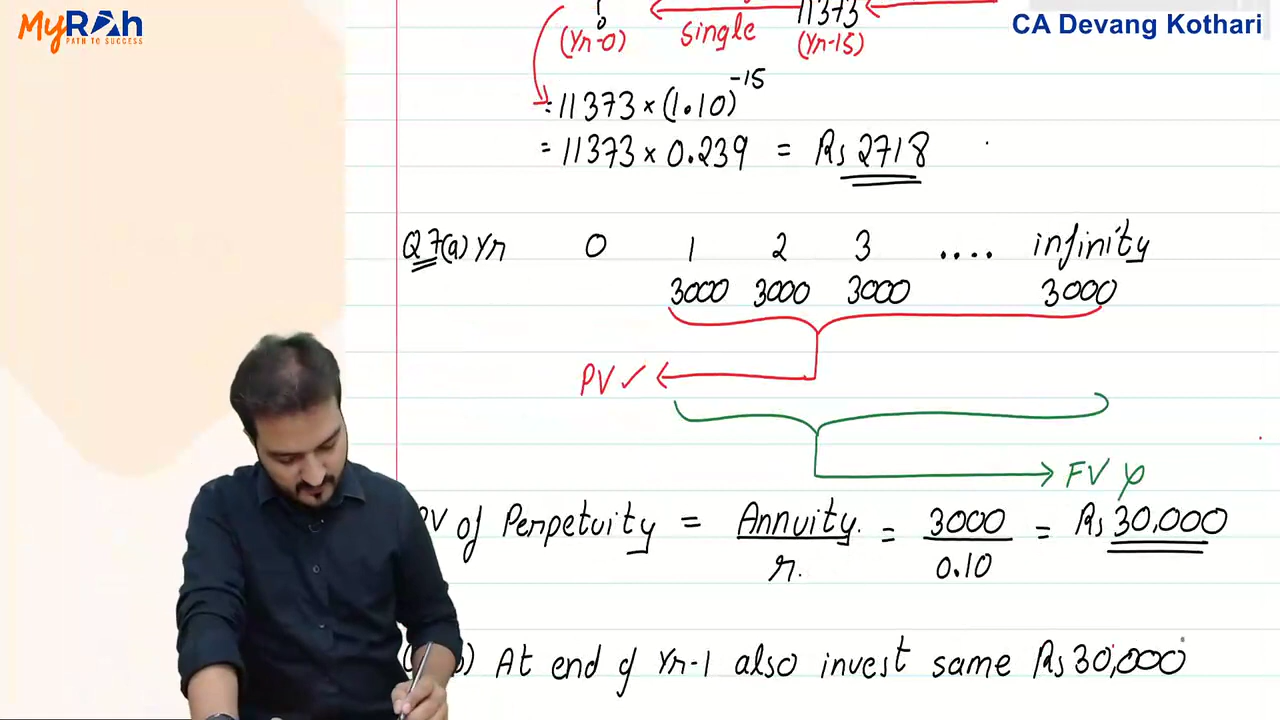 MyRAh
PATH TO SUCCESS
CA Devang Kothari
? 11373
(Yr-0) single (Yr-15)
= 11373 × (1.10)^-15
= 11373 × 0.239 = Rs 2718
Q7(a) Yr 0 1 2 3 .... infinity
3000 3000 3000 3000
PV ✓
FV
PV of Perpetuity = Annuity / r. = 3000 / 0.10 = Rs 30,000
) At end of Yr-1 also invest same Rs 30,000